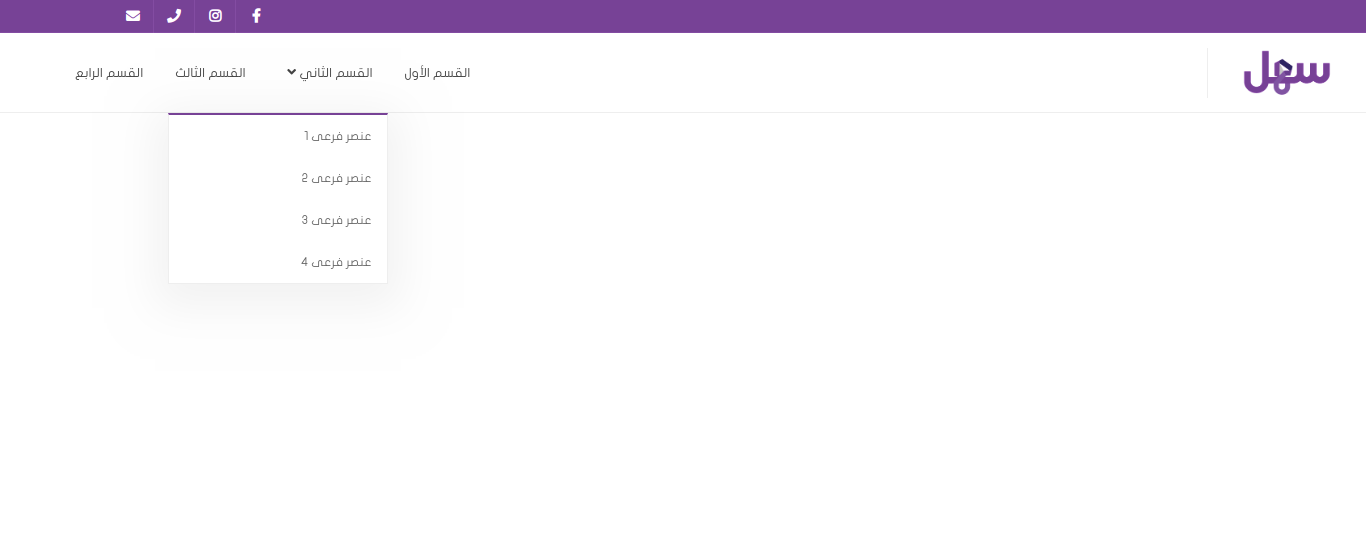 سهل
القسم الأول القسم الثاني القسم الثالث القسم الرابع
عنصر فرعى 1
عنصر فرعى 2
عنصر فرعى 3
عنصر فرعى 4